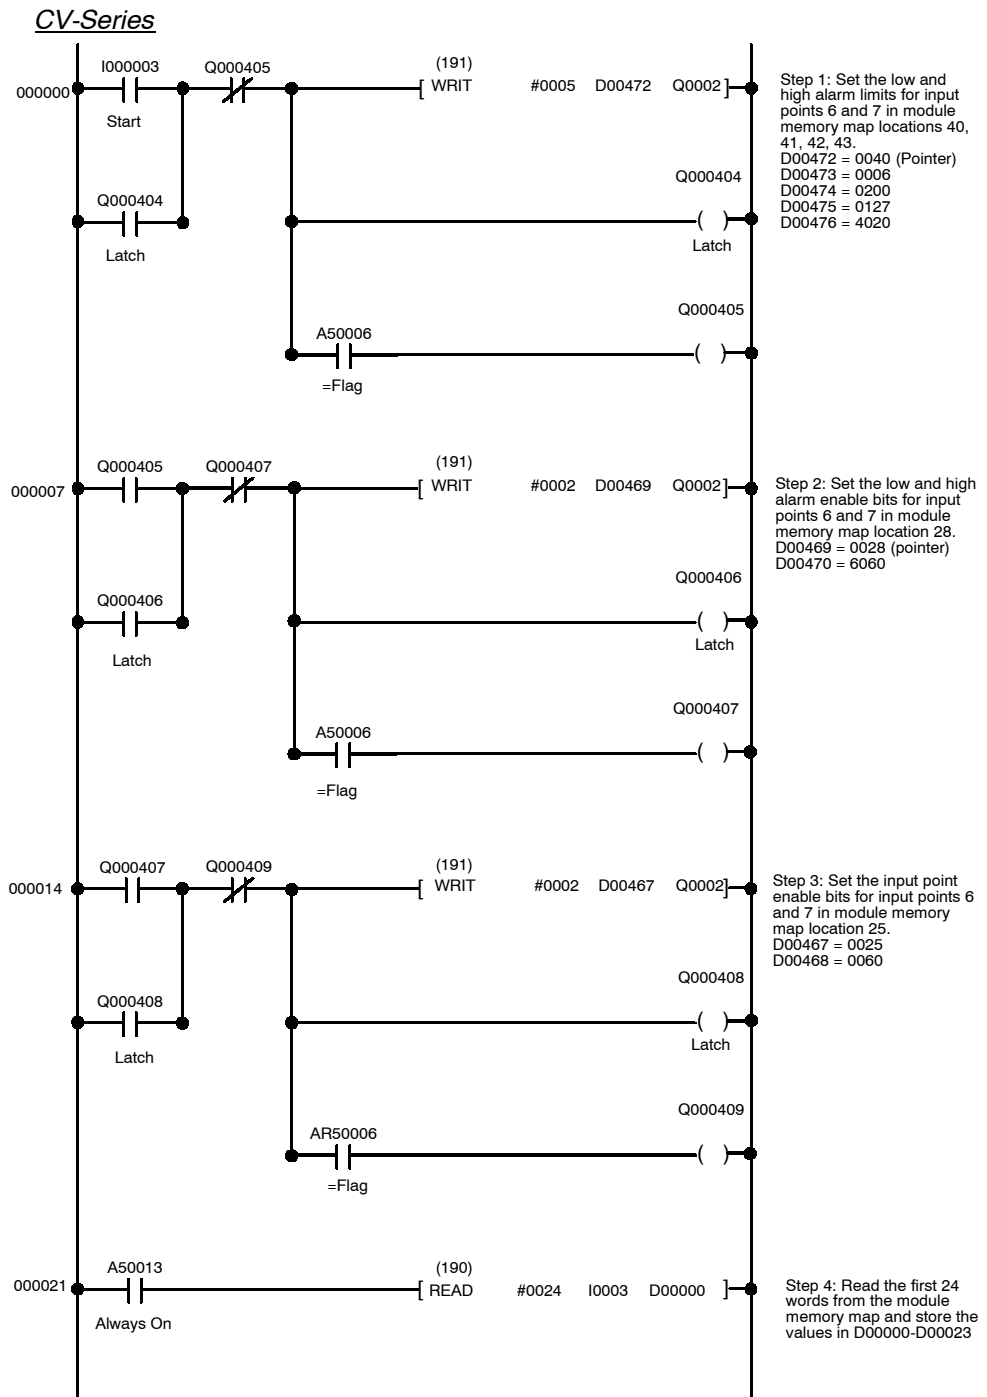 CV-Series
000000
I000003
Start
Q000405
(191)
[ WRIT #0005 D00472 Q0002 ]
Q000404
Latch
Q000404
( )
Latch
A50006
=Flag
Q000405
( )
Step 1: Set the low and
high alarm limits for input
points 6 and 7 in module
memory map locations 40,
41, 42, 43.
D00472 = 0040 (Pointer)
D00473 = 0006
D00474 = 0200
D00475 = 0127
D00476 = 4020
000007
Q000405
Q000407
(191)
[ WRIT #0002 D00469 Q0002 ]
Q000406
Latch
Q000406
( )
Latch
A50006
=Flag
Q000407
( )
Step 2: Set the low and high
alarm enable bits for input
points 6 and 7 in module
memory map location 28.
D00469 = 0028 (pointer)
D00470 = 6060
000014
Q000407
Q000409
(191)
[ WRIT #0002 D00467 Q0002 ]
Q000408
Latch
Q000408
( )
Latch
AR50006
=Flag
Q000409
( )
Step 3: Set the input point
enable bits for input points 6
and 7 in module memory
map location 25.
D00467 = 0025
D00468 = 0060
000021
A50013
Always On
(190)
[ READ #0024 I0003 D00000 ]
Step 4: Read the first 24
words from the module
memory map and store the
values in D00000-D00023